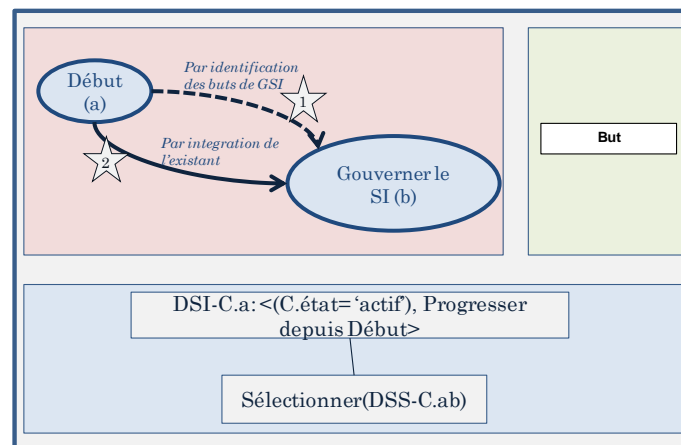 Par identification
des buts de GSI
Début
(a)
1
Par integration de
l'existant
2
Gouverner le
SI (b)
But
DSI-C.a: <(C.état= ‘actif’), Progresser
depuis Début>
Sélectionner(DSS-C.ab)